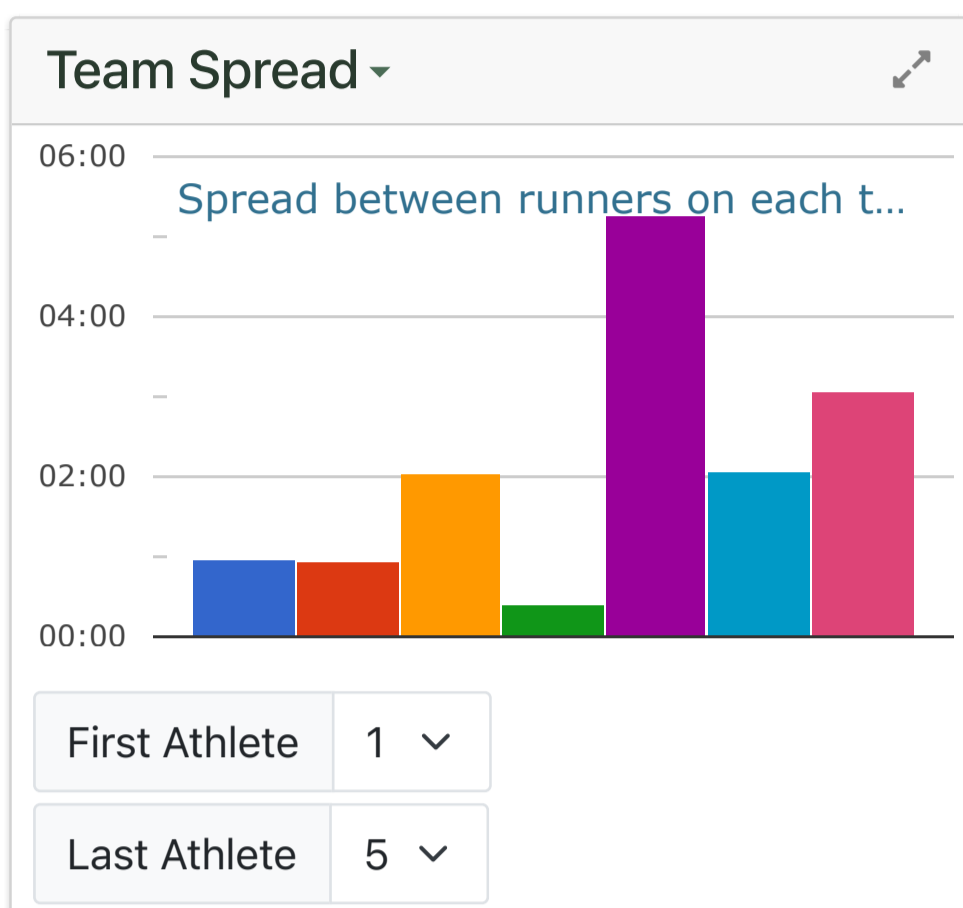 Team Spread
06:00
Spread between runners on each t...
04:00
02:00
00:00
First Athlete 1
Last Athlete 5